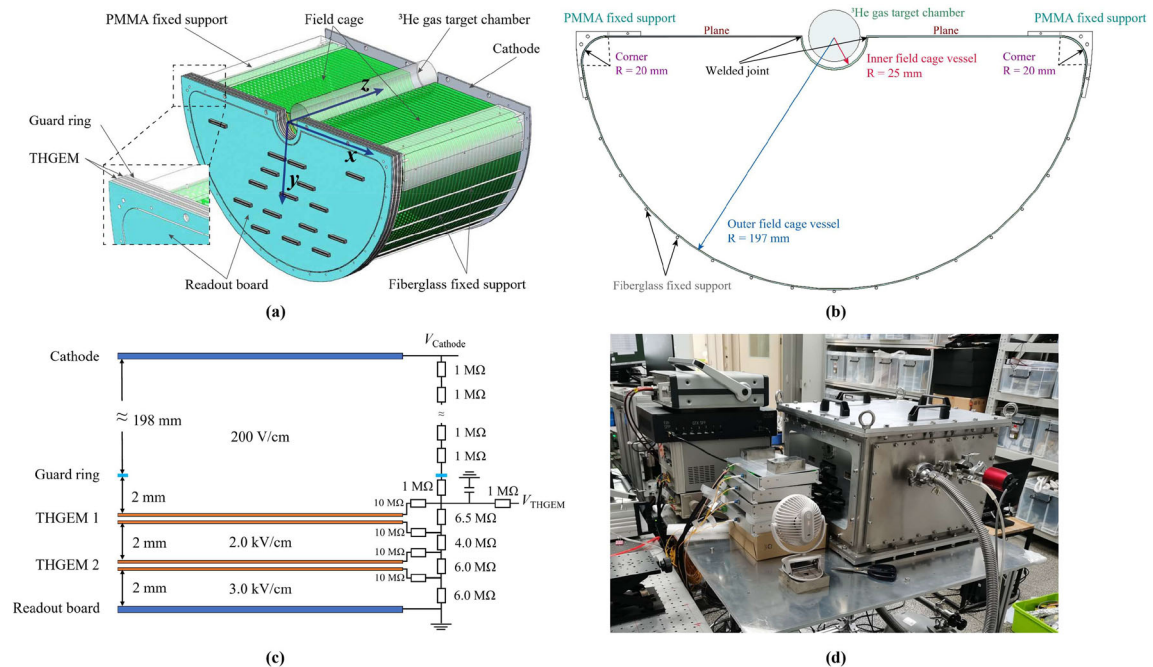 PMMA fixed support
Field cage
³He gas target chamber
Cathode
Guard ring
THGEM
z
x
y
Readout board
Fiberglass fixed support
(a)
PMMA fixed support
³He gas target chamber
PMMA fixed support
Plane
Plane
Corner
R = 20 mm
Welded joint
Inner field cage vessel
R = 25 mm
Corner
R = 20 mm
Outer field cage vessel
R = 197 mm
Fiberglass fixed support
(b)
Cathode
V Cathode
1 MΩ
1 MΩ
≈ 198 mm
200 V/cm
≈
1 MΩ
1 MΩ
Guard ring
2 mm
10 MΩ
1 MΩ
1 MΩ
V THGEM
THGEM 1
6.5 MΩ
2 mm
2.0 kV/cm
10 MΩ
4.0 MΩ
THGEM 2
10 MΩ
6.0 MΩ
2 mm
3.0 kV/cm
10 MΩ
6.0 MΩ
Readout board
(c)
(d)